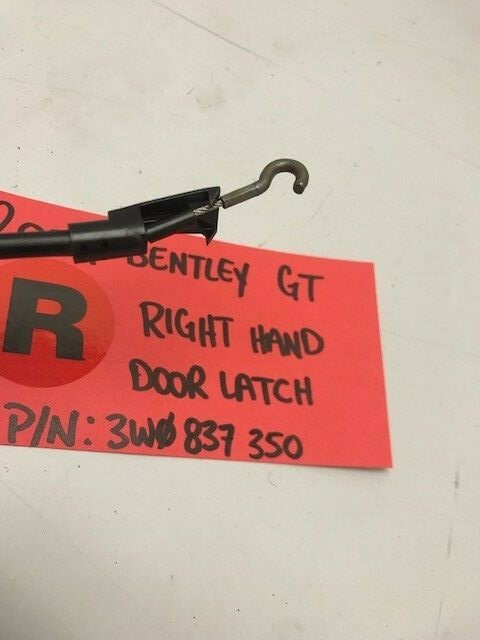 BENTLEY GT
R
RIGHT HAND
DOOR LATCH
P/N: 3WØ 837 350